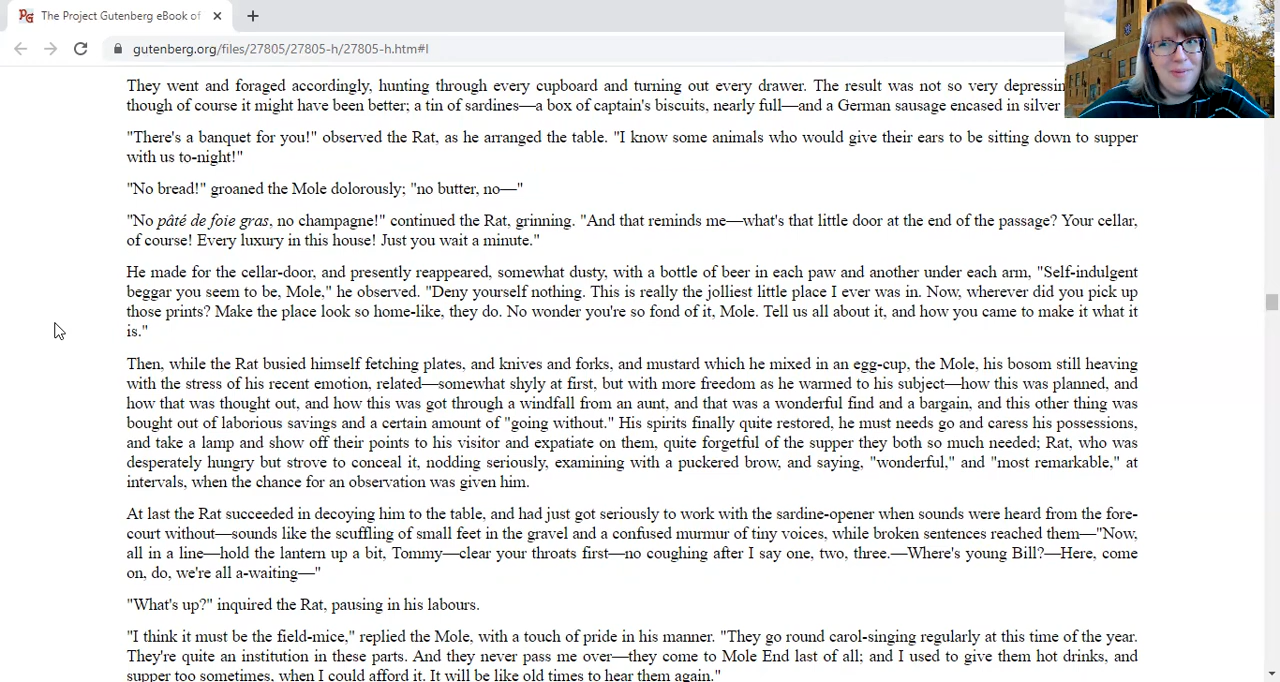 The Project Gutenberg eBook of
gutenberg.org/files/27805/27805-h/27805-h.htm#I
They went and foraged accordingly, hunting through every cupboard and turning out every drawer. The result was not so very
though of course it might have been better; a tin of sardines—a box of captain's biscuits, nearly full—and a German sausage encased in silver
"There's a banquet for you!" observed the Rat, as he arranged the table. "I know some animals who would give their ears to be sitting down to supper
with us to-night!"
"No bread!" groaned the Mole dolorously; "no butter, no—"
"No pâté de foie gras, no champagne!" continued the Rat, grinning. "And that reminds me—what's that little door at the end of the passage? Your cellar,
of course! Every luxury in this house! Just you wait a minute."
He made for the cellar-door, and presently reappeared, somewhat dusty, with a bottle of beer in each paw and another under each arm, "Self-indulgent
beggar you seem to be, Mole," he observed. "Deny yourself nothing. This is really the jolliest little place I ever was in. Now, wherever did you pick up
those prints? Make the place look so home-like, they do. No wonder you're so fond of it, Mole. Tell us all about it, and how you came to make it what it
is."
Then, while the Rat busied himself fetching plates, and knives and forks, and mustard which he mixed in an egg-cup, the Mole, his bosom still heaving
with the stress of his recent emotion, related—somewhat shyly at first, but with more freedom as he warmed to his subject—how this was planned, and
how that was thought out, and how this was got through a windfall from an aunt, and that was a wonderful find and a bargain, and this other thing was
bought out of laborious savings and a certain amount of "going without." His spirits finally quite restored, he must needs go and caress his possessions,
and take a lamp and show off their points to his visitor and expatiate on them, quite forgetful of the supper they both so much needed; Rat, who was
desperately hungry but strove to conceal it, nodding seriously, examining with a puckered brow, and saying, "wonderful," and "most remarkable," at
intervals, when the chance for an observation was given him.
At last the Rat succeeded in decoying him to the table, and had just got seriously to work with the sardine-opener when sounds were heard from the fore-
court without—sounds like the scuffling of small feet in the gravel and a confused murmur of tiny voices, while broken sentences reached them—"Now,
all in a line—hold the lantern up a bit, Tommy—clear your throats first—no coughing after I say one, two, three.—Where's young Bill?—Here, come
on, do, we're all a-waiting—"
"What's up?" inquired the Rat, pausing in his labours.
"I think it must be the field-mice," replied the Mole, with a touch of pride in his manner. "They go round carol-singing regularly at this time of the year.
They're quite an institution in these parts. And they never pass me over—they come to Mole End last of all; and I used to give them hot drinks, and
supper too sometimes, when I could afford it. It will be like old times to hear them again."